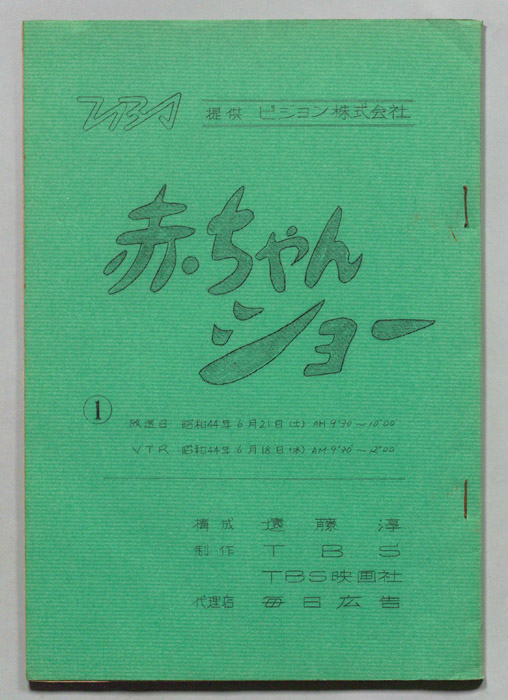 TBS 提供 ピジョン株式会社
赤ちゃん
ショー
① 放送日 昭和44年6月21日(土) AM 9°30'~10°00'
VTR 昭和44年6月18日(水) AM 9°00'~12°00'
構成 遠藤淳
制作 TBS
TBS映画社
代理店 毎日広告